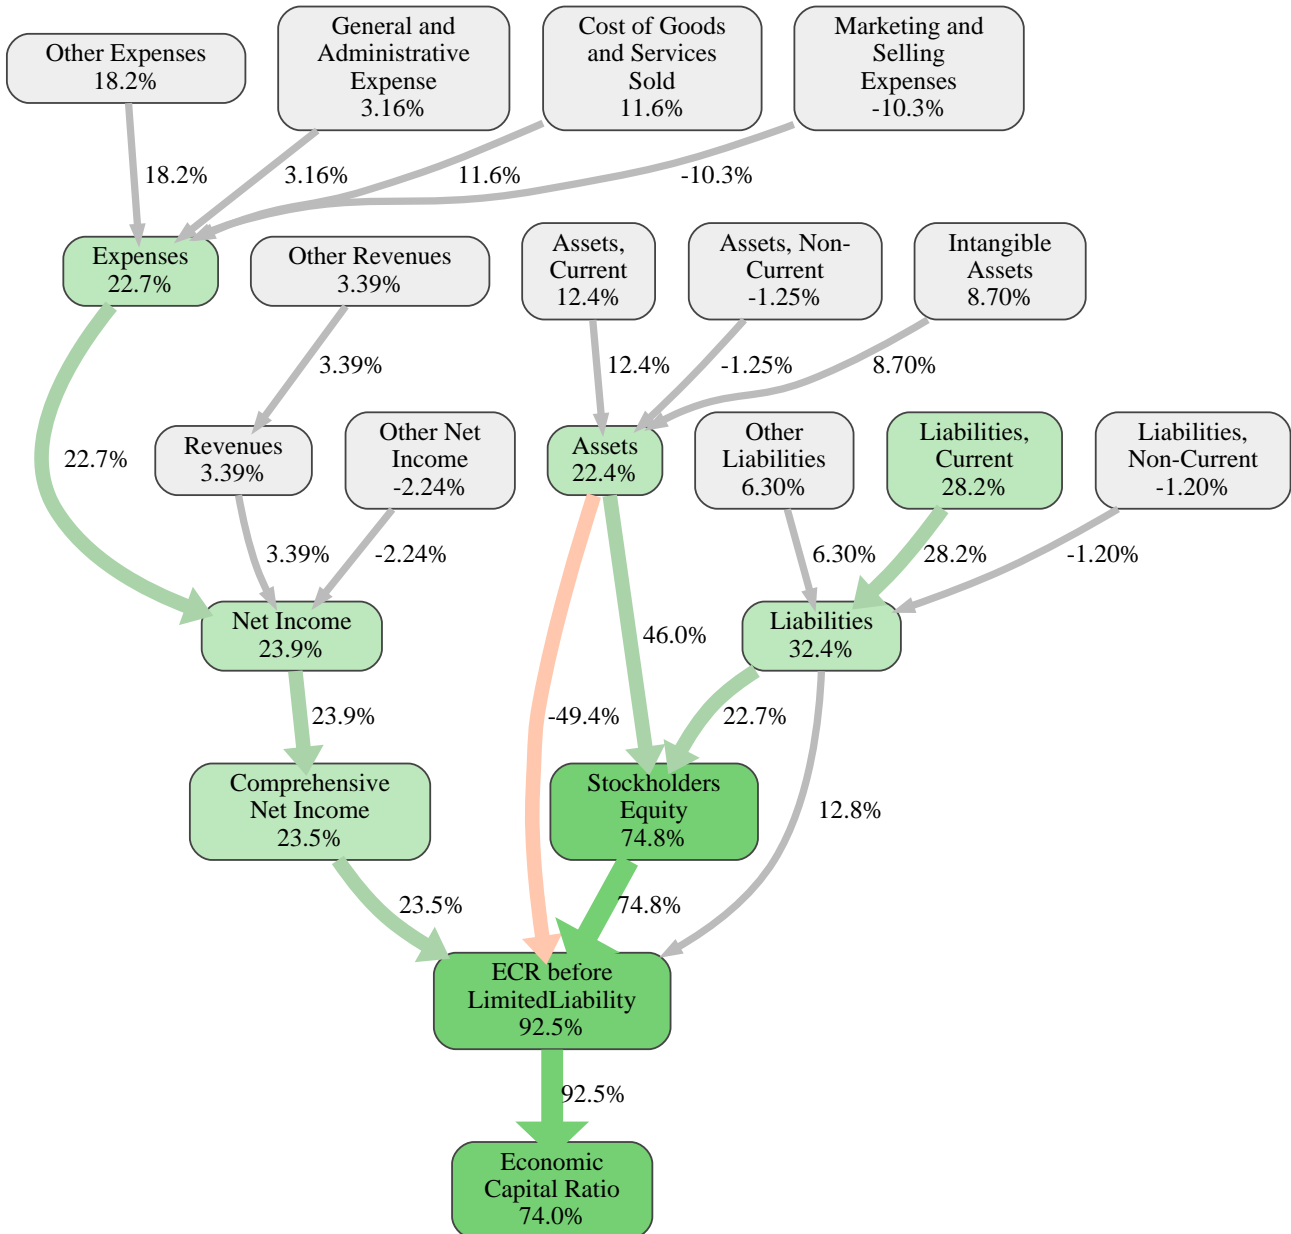 Other Expenses
18.2%
General and
Administrative
Expense
3.16%
Cost of Goods
and Services
Sold
11.6%
Marketing and
Selling
Expenses
-10.3%
18.2%
3.16%
11.6%
-10.3%
Expenses
22.7%
Other Revenues
3.39%
Assets,
Current
12.4%
Assets, Non-
Current
-1.25%
Intangible
Assets
8.70%
3.39%
12.4%
-1.25%
8.70%
22.7%
Revenues
3.39%
Other Net
Income
-2.24%
Assets
22.4%
Other
Liabilities
6.30%
Liabilities,
Current
28.2%
Liabilities,
Non-Current
-1.20%
3.39%
-2.24%
6.30%
28.2%
-1.20%
Net Income
23.9%
46.0%
Liabilities
32.4%
23.9%
-49.4%
22.7%
Comprehensive
Net Income
23.5%
Stockholders
Equity
74.8%
12.8%
23.5%
74.8%
ECR before
LimitedLiability
92.5%
92.5%
Economic
Capital Ratio
74.0%